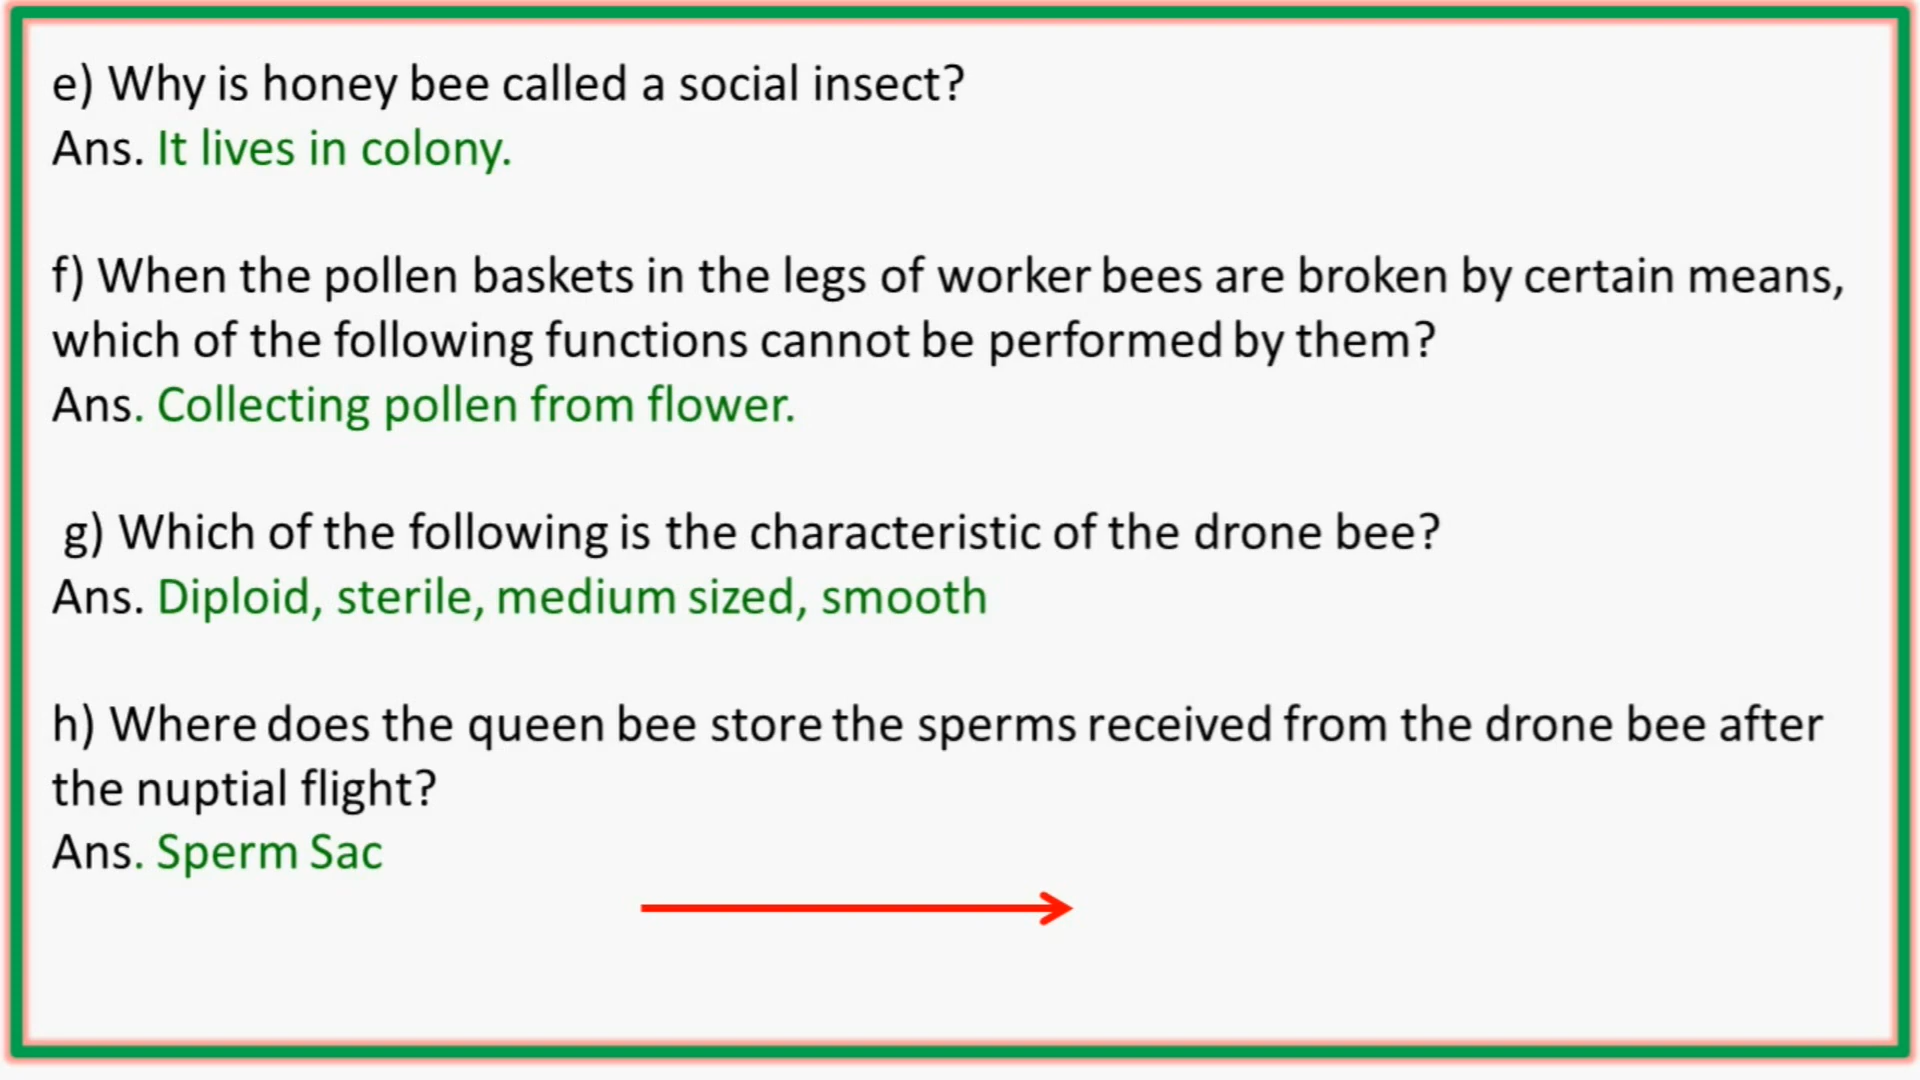 e) Why is honey bee called a social insect?
Ans. It lives in colony.
f) When the pollen baskets in the legs of worker bees are broken by certain means,
which of the following functions cannot be performed by them?
Ans. Collecting pollen from flower.
g) Which of the following is the characteristic of the drone bee?
Ans. Diploid, sterile, medium sized, smooth
h) Where does the queen bee store the sperms received from the drone bee after
the nuptial flight?
Ans. Sperm Sac